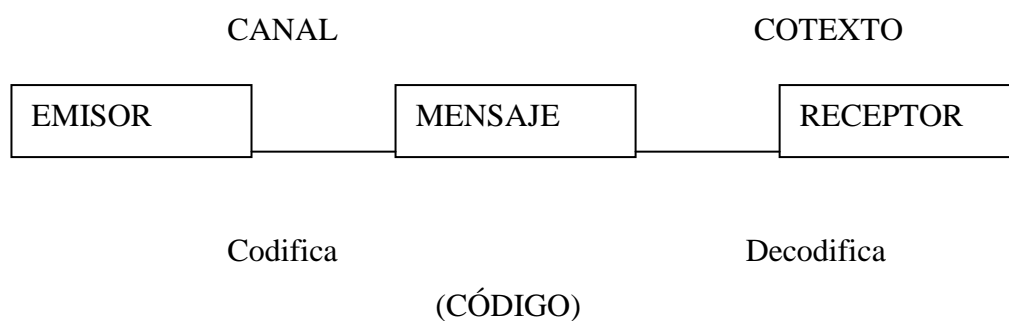 CANAL COTEXTO
EMISOR MENSAJE RECEPTOR
Codifica Decodifica
(CÓDIGO)